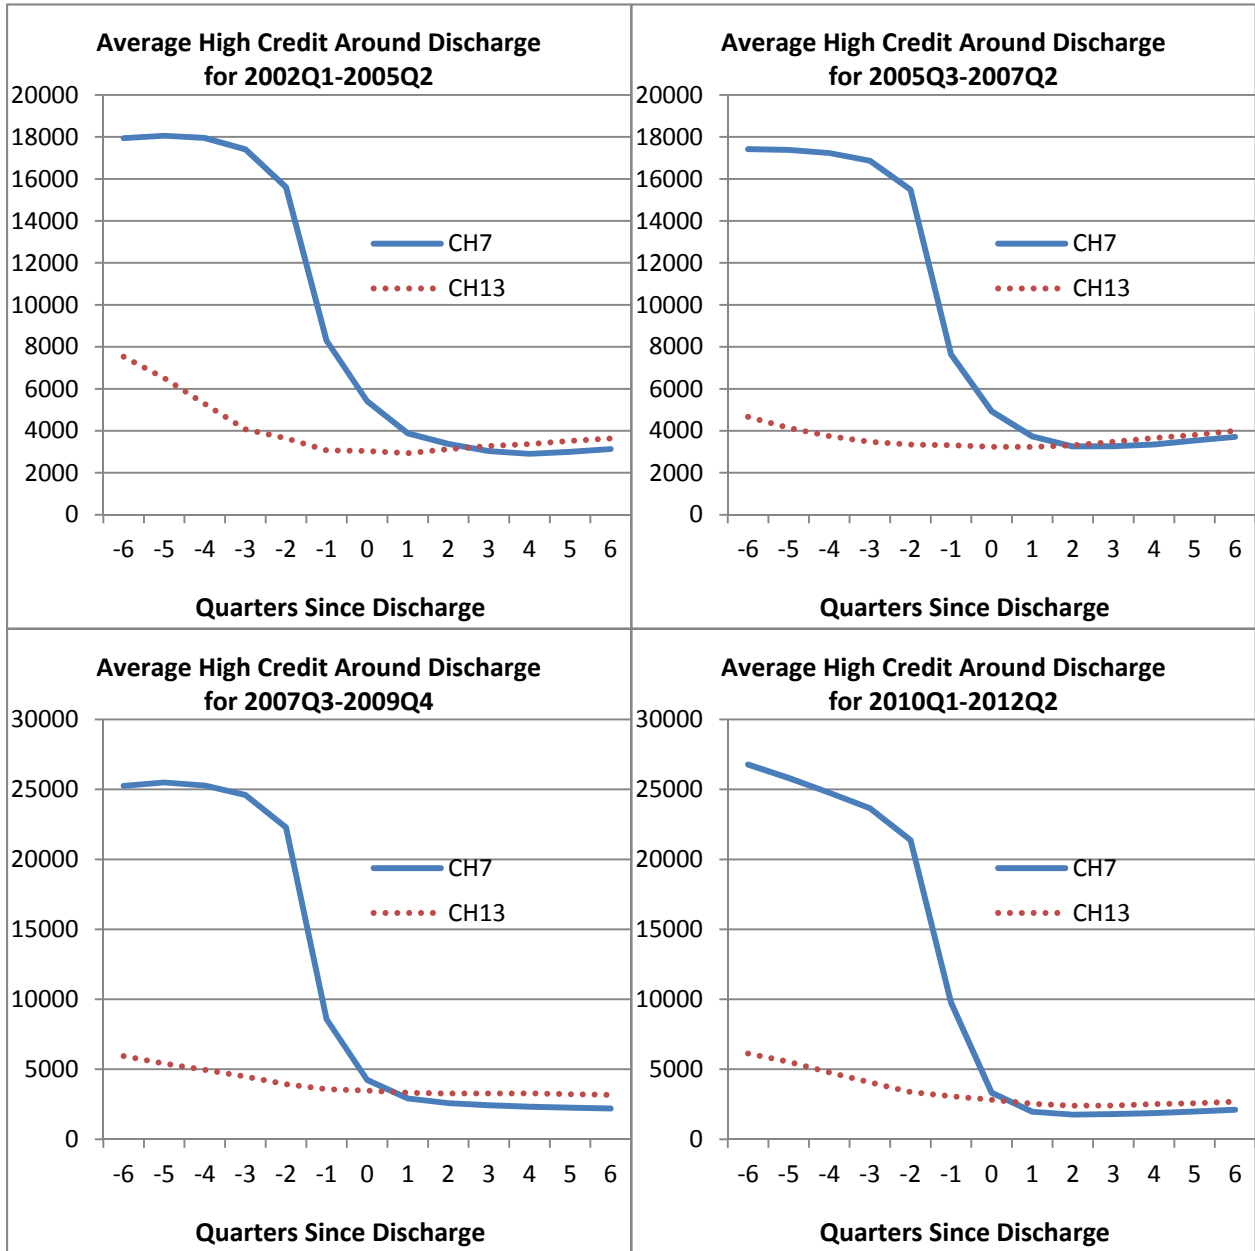 Average High Credit Around Discharge
for 2002Q1-2005Q2
20000
18000
16000
14000
12000
10000
8000
6000
4000
2000
0
CH7
CH13
-6 -5 -4 -3 -2 -1 0 1 2 3 4 5 6
Quarters Since Discharge
Average High Credit Around Discharge
for 2005Q3-2007Q2
20000
18000
16000
14000
12000
10000
8000
6000
4000
2000
0
CH7
CH13
-6 -5 -4 -3 -2 -1 0 1 2 3 4 5 6
Quarters Since Discharge
Average High Credit Around Discharge
for 2007Q3-2009Q4
30000
25000
20000
15000
10000
5000
0
CH7
CH13
-6 -5 -4 -3 -2 -1 0 1 2 3 4 5 6
Quarters Since Discharge
Average High Credit Around Discharge
for 2010Q1-2012Q2
30000
25000
20000
15000
10000
5000
0
CH7
CH13
-6 -5 -4 -3 -2 -1 0 1 2 3 4 5 6
Quarters Since Discharge